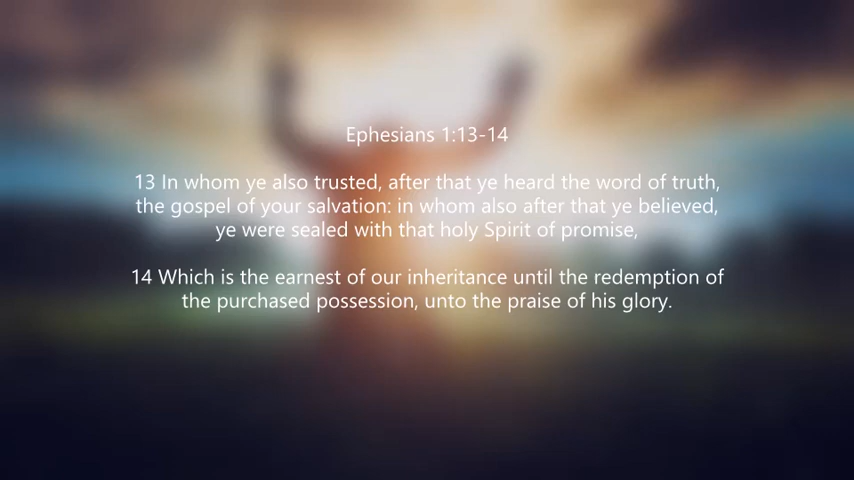 Ephesians 1:13-14
13 In whom ye also trusted, after that ye heard the word of truth,
the gospel of your salvation: in whom also after that ye believed,
ye were sealed with that holy Spirit of promise,
14 Which is the earnest of our inheritance until the redemption of
the purchased possession, unto the praise of his glory.